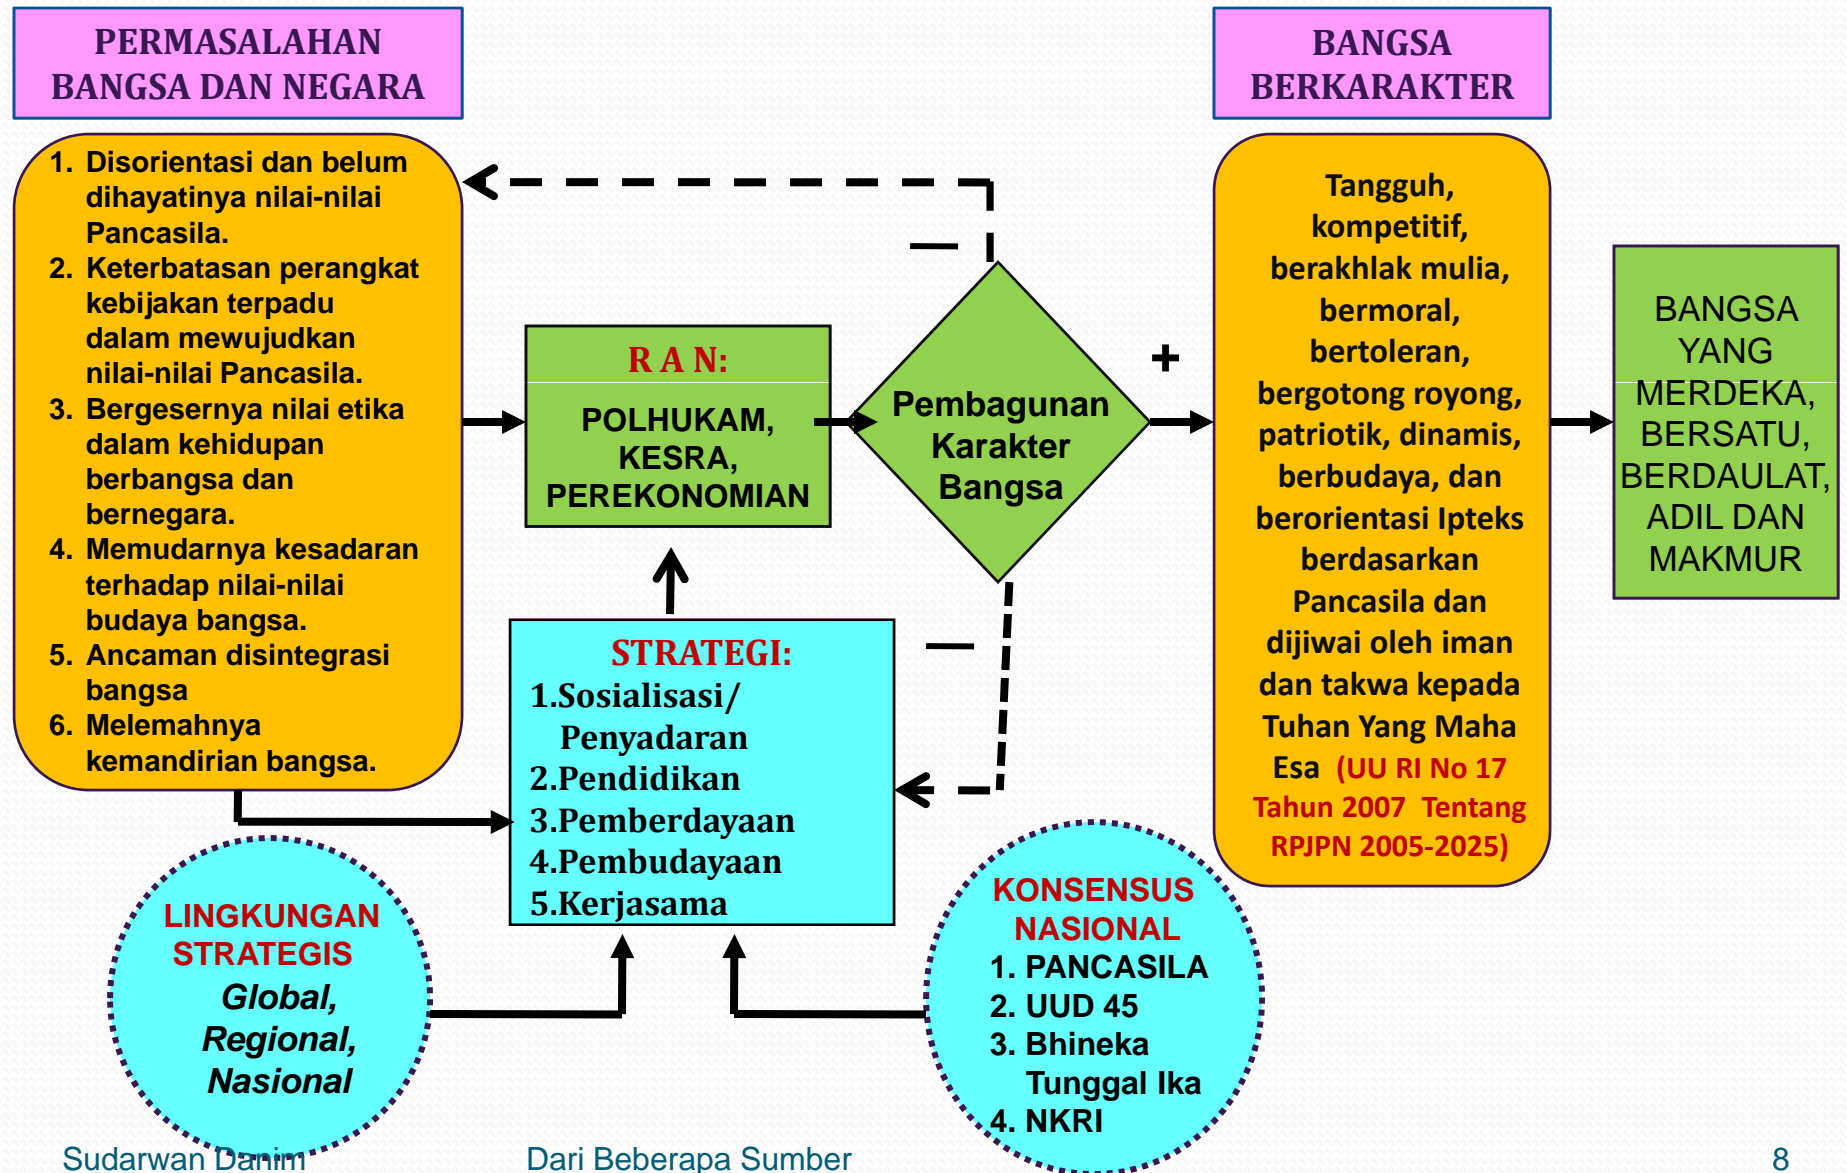 PERMASALAHAN
BANGSA DAN NEGARA
1. Disorientasi dan belum
dihayatinya nilai-nilai
Pancasila.
2. Keterbatasan perangkat
kebijakan terpadu
dalam mewujudkan
nilai-nilai Pancasila.
3. Bergesernya nilai etika
dalam kehidupan
berbangsa dan
bernegara.
4. Memudarnya kesadaran
terhadap nilai-nilai
budaya bangsa.
5. Ancaman disintegrasi
bangsa
6. Melemahnya
kemandirian bangsa.
R A N:
POLHUKAM,
KESRA,
PEREKONOMIAN
—
Pembagunan
Karakter
Bangsa
+
—
STRATEGI:
1.Sosialisasi/
Penyadaran
2.Pendidikan
3.Pemberdayaan
4.Pembudayaan
5.Kerjasama
LINGKUNGAN
STRATEGIS
Global,
Regional,
Nasional
KONSENSUS
NASIONAL
1. PANCASILA
2. UUD 45
3. Bhineka
Tunggal Ika
4. NKRI
BANGSA
BERKARAKTER
Tangguh,
kompetitif,
berakhlak mulia,
bermoral,
bertoleran,
bergotong royong,
patriotik, dinamis,
berbudaya, dan
berorientasi Ipteks
berdasarkan
Pancasila dan
dijiwai oleh iman
dan takwa kepada
Tuhan Yang Maha
Esa (UU RI No 17
Tahun 2007 Tentang
RPJPN 2005-2025)
BANGSA
YANG
MERDEKA,
BERSATU,
BERDAULAT,
ADIL DAN
MAKMUR
Sudarwan Danim
Dari Beberapa Sumber
8